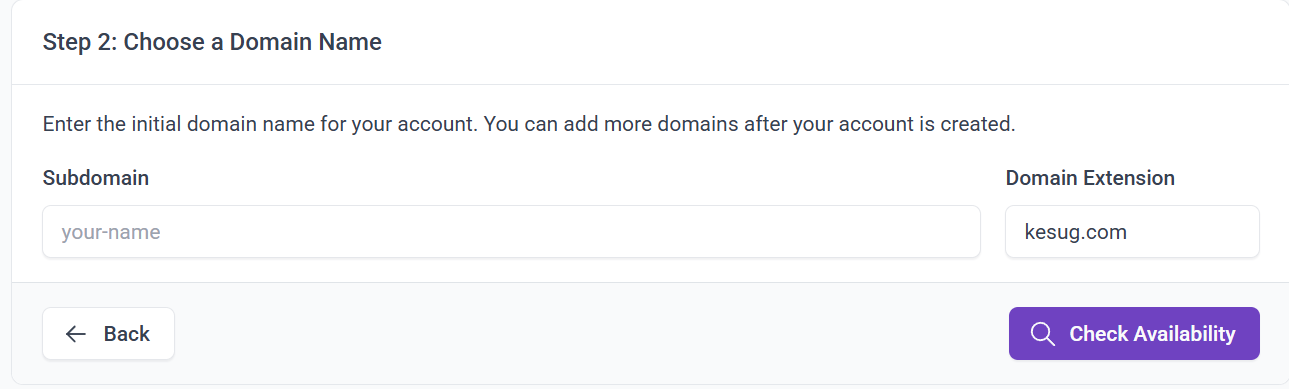 Step 2: Choose a Domain Name
Enter the initial domain name for your account. You can add more domains after your account is created.
Subdomain
Domain Extension
your-name
kesug.com
Back
Check Availability